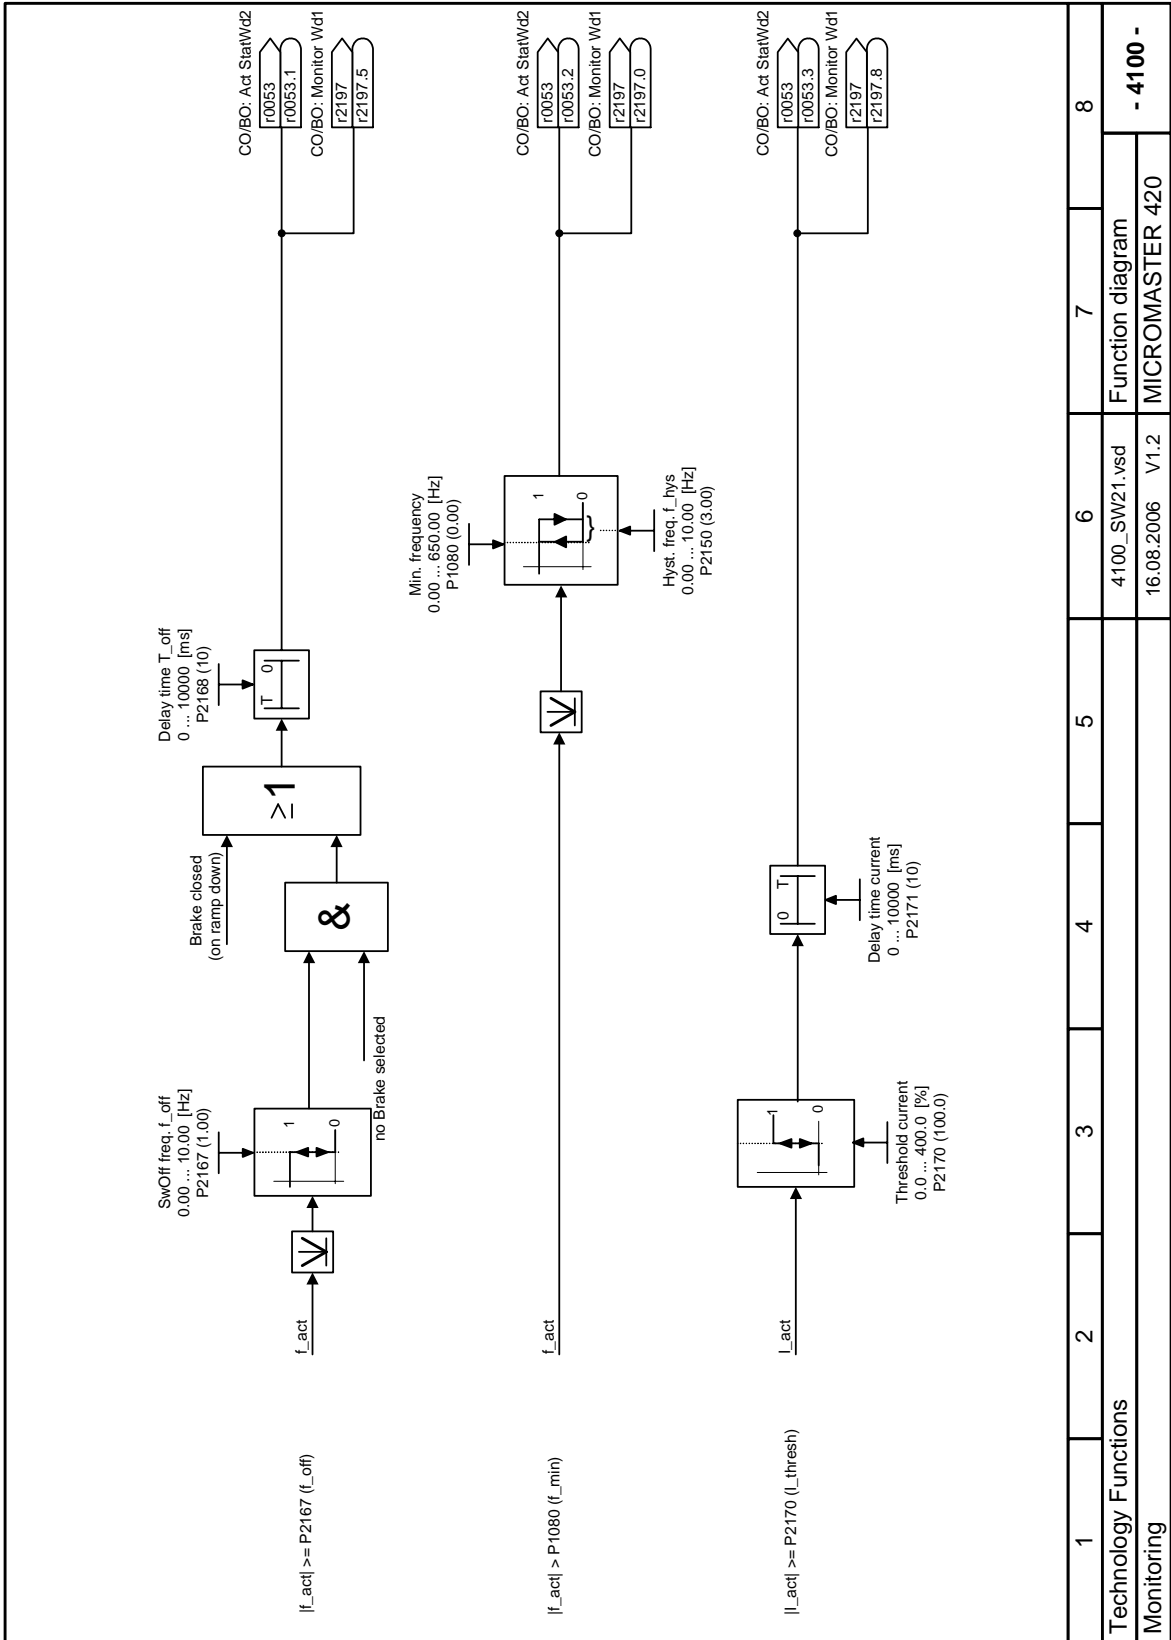 |f_act| >= P2167 (f_off)
f_act
SwOff freq. f_off
0.00 ... 10.00 [Hz]
P2167 (1.00)
1
0
no Brake selected
&
Brake closed
(on ramp down)
≥1
Delay time T_off
0 ... 10000 [ms]
P2168 (10)
T 0
CO/BO: Act StatWd2
r0053
r0053.1
CO/BO: Monitor Wd1
r2197
r2197.5
|f_act| > P1080 (f_min)
f_act
Min. frequency
0.00 ... 650.00 [Hz]
P1080 (0.00)
1
0
}
Hyst. freq. f_hys
0.00 ... 10.00 [Hz]
P2150 (3.00)
CO/BO: Act StatWd2
r0053
r0053.2
CO/BO: Monitor Wd1
r2197
r2197.0
|I_act| >= P2170 (I_thresh)
I_act
1
0
Threshold current
0.0 ... 400.0 [%]
P2170 (100.0)
0 T
Delay time current
0 ... 10000 [ms]
P2171 (10)
CO/BO: Act StatWd2
r0053
r0053.3
CO/BO: Monitor Wd1
r2197
r2197.8
1 2 3 4 5 6 7 8
Technology Functions
4100_SW21.vsd
Function diagram
- 4100 -
Monitoring
16.08.2006 V1.2
MICROMASTER 420